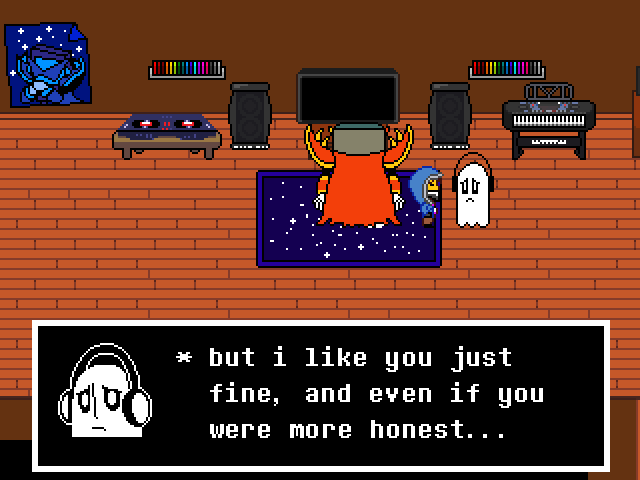 * but i like you just
fine, and even if you
were more honest...